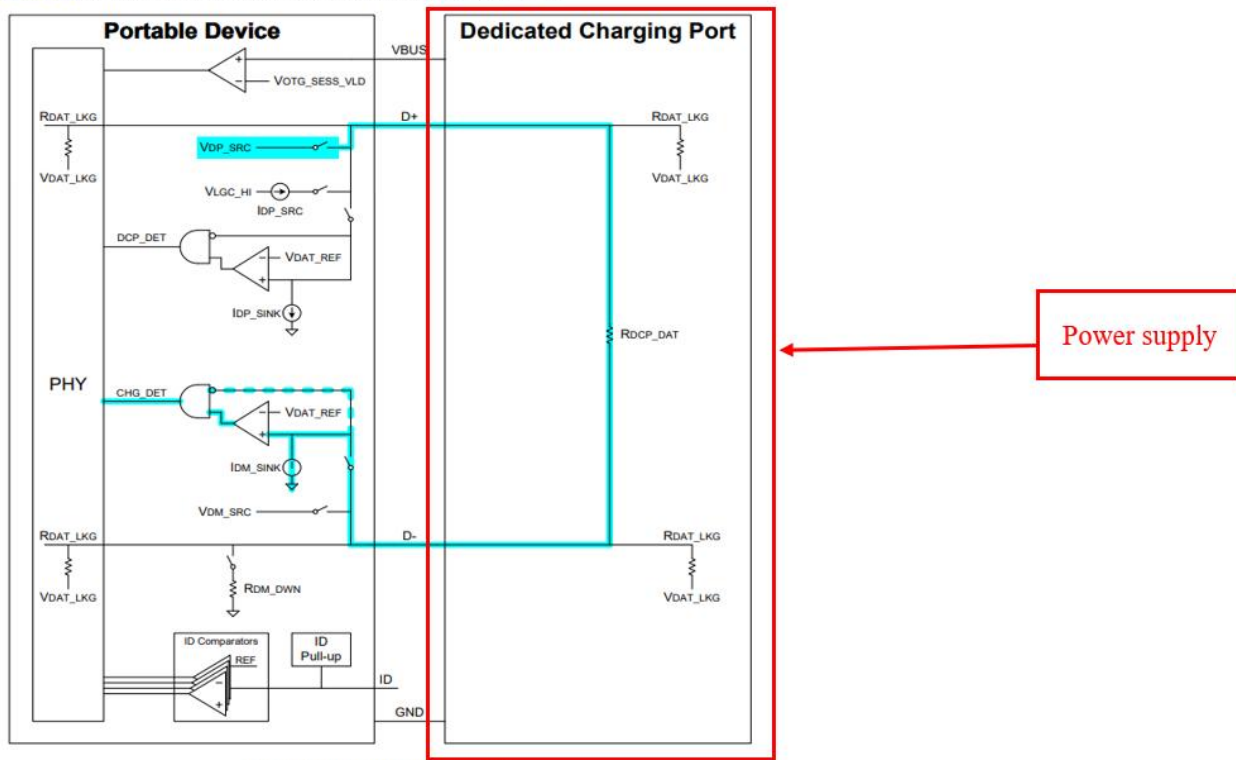 Portable Device
Dedicated Charging Port
VBUS
VOTG_SESS_VLD
RDAT_LKG
D+
RDAT_LKG
VDP_SRC
VDAT_LKG
VDAT_LKG
VLGC_HI
IDP_SRC
DCP_DET
VDAT_REF
IDP_SINK
RDCP_DAT
Power supply
PHY
CHG_DET
VDAT_REF
IDM_SINK
VDM_SRC
RDAT_LKG
D-
RDAT_LKG
RDM_DWN
VDAT_LKG
VDAT_LKG
ID Comparators
REF
ID
Pull-up
ID
GND